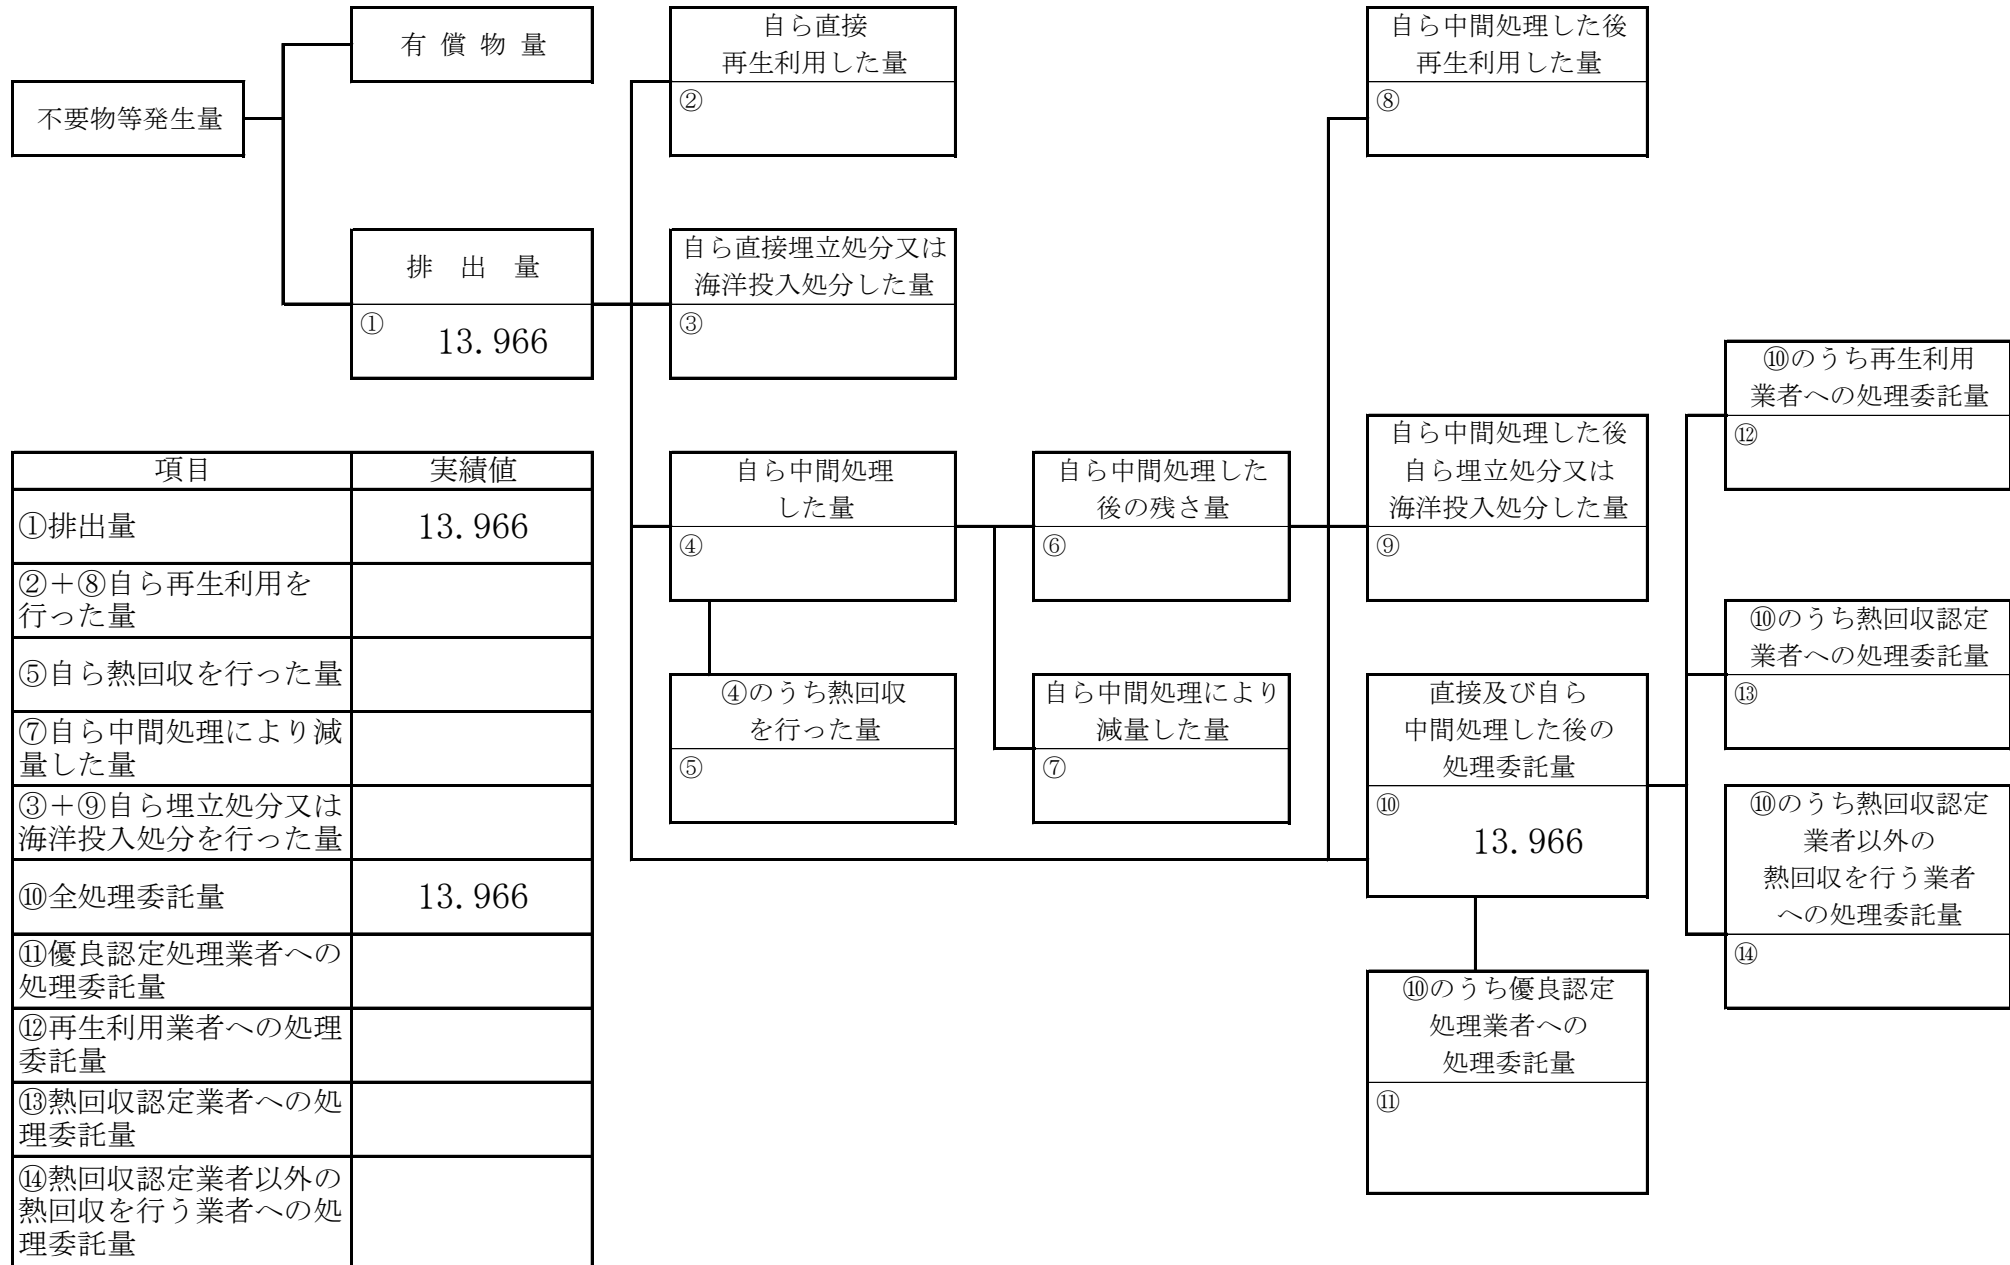 不要物等発生量
有 償 物 量
排 出 量
①
13.966
自ら直接
再生利用した量
②
自ら直接埋立処分又は
海洋投入処分した量
③
自ら中間処理
した量
④
④のうち熱回収
を行った量
⑤
自ら中間処理した
後の残さ量
⑥
自ら中間処理により
減量した量
⑦
自ら中間処理した後
再生利用した量
⑧
自ら中間処理した後
自ら埋立処分又は
海洋投入処分した量
⑨
直接及び自ら
中間処理した後の
処理委託量
⑩
13.966
⑩のうち優良認定
処理業者への
処理委託量
⑪
⑩のうち再生利用
業者への処理委託量
⑫
⑩のうち熱回収認定
業者への処理委託量
⑬
⑩のうち熱回収認定
業者以外の
熱回収を行う業者
への処理委託量
⑭
項目 実績値
①排出量 13.966
②＋⑧自ら再生利用を
行った量
⑤自ら熱回収を行った量
⑦自ら中間処理により減
量した量
③＋⑨自ら埋立処分又は
海洋投入処分を行った量
⑩全処理委託量 13.966
⑪優良認定処理業者への
処理委託量
⑫再生利用業者への処理
委託量
⑬熱回収認定業者への処
理委託量
⑭熱回収認定業者以外の
熱回収を行う業者への処
理委託量